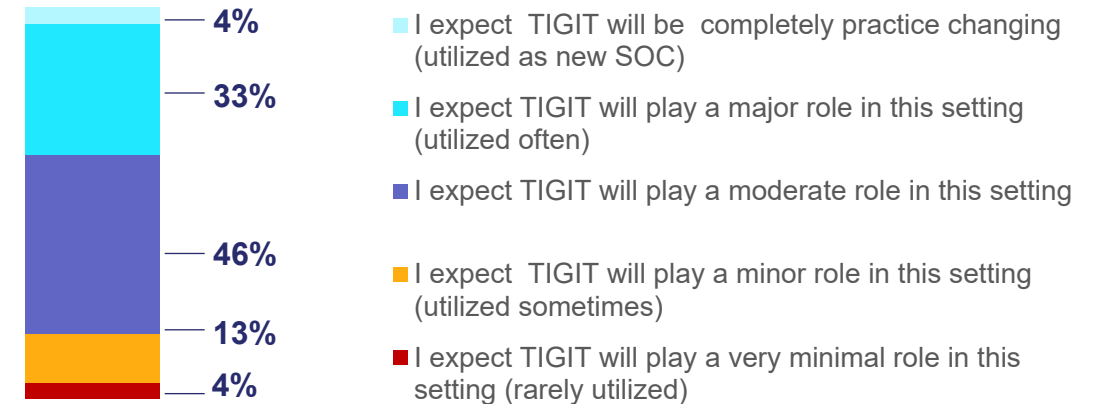 4%
33%
46%
13%
4%
I expect  TIGIT will be  completely practice changing
(utilized as new SOC)
I expect TIGIT will play a major role in this setting
(utilized often)
I expect TIGIT will play a moderate role in this setting
I expect  TIGIT will play a minor role in this setting
(utilized sometimes)
I expect TIGIT will play a very minimal role in this
setting (rarely utilized)